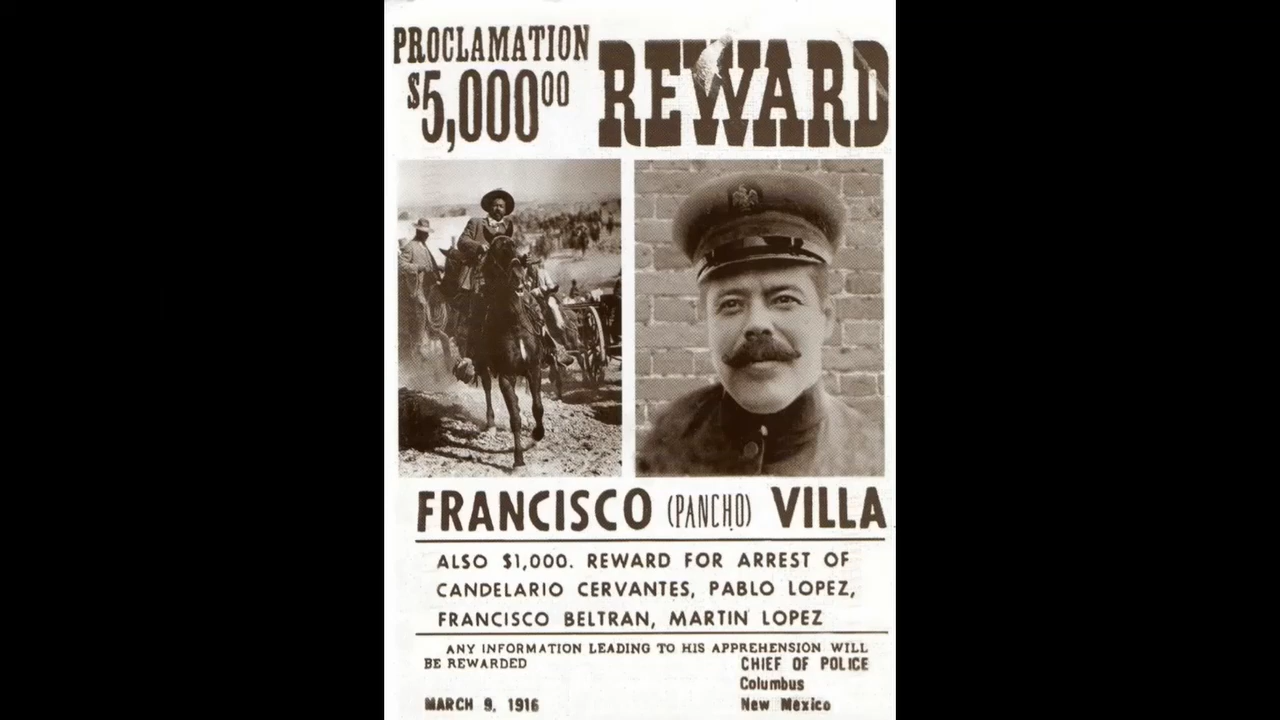 PROCLAMATION
$5,000⁰⁰
REWARD
FRANCISCO (PANCHO) VILLA
ALSO $1,000. REWARD FOR ARREST OF
CANDELARIO CERVANTES, PABLO LOPEZ,
FRANCISCO BELTRAN, MARTIN LOPEZ
ANY INFORMATION LEADING TO HIS APPREHENSION WILL
BE REWARDED
CHIEF OF POLICE
Columbus
New Mexico
MARCH 9, 1916